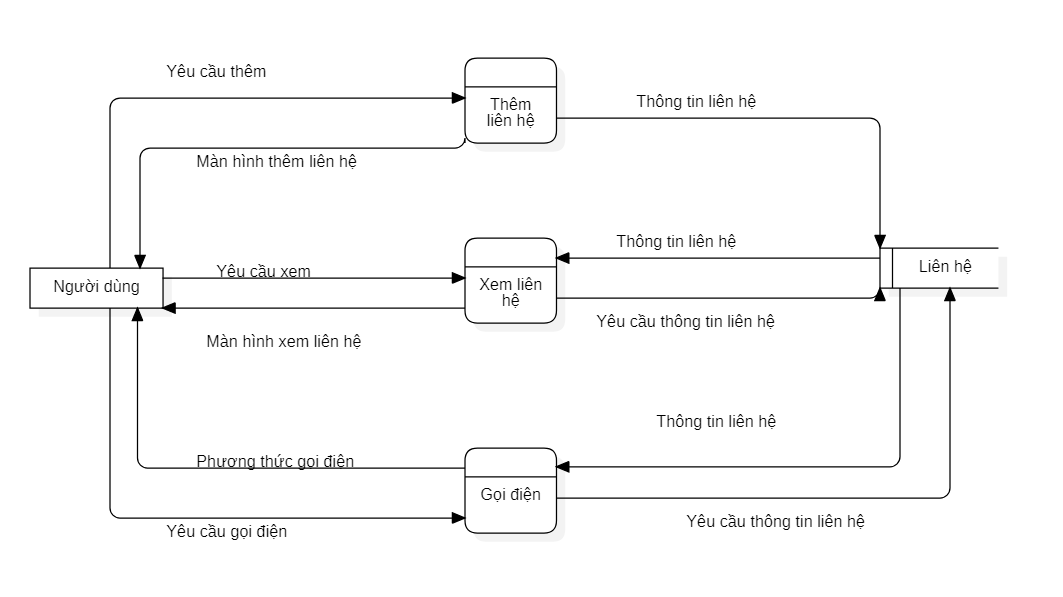 Yêu cầu thêm
Thêm
liên hệ
Thông tin liên hệ
Màn hình thêm liên hệ
Thông tin liên hệ
Yêu cầu xem
Xem liên
hệ
Liên hệ
Người dùng
Yêu cầu thông tin liên hệ
Màn hình xem liên hệ
Thông tin liên hệ
Phương thức gọi điện
Gọi điện
Yêu cầu thông tin liên hệ
Yêu cầu gọi điện